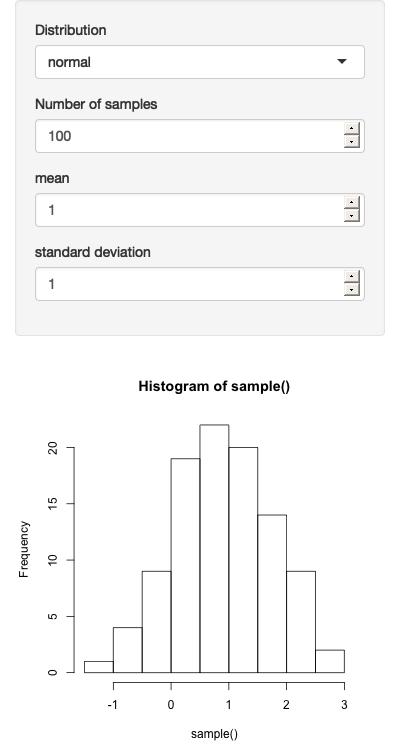 Distribution
normal
Number of samples
100
mean
1
standard deviation
1
Histogram of sample()
Frequency
20
15
10
5
0
-1 0 1 2 3
sample()